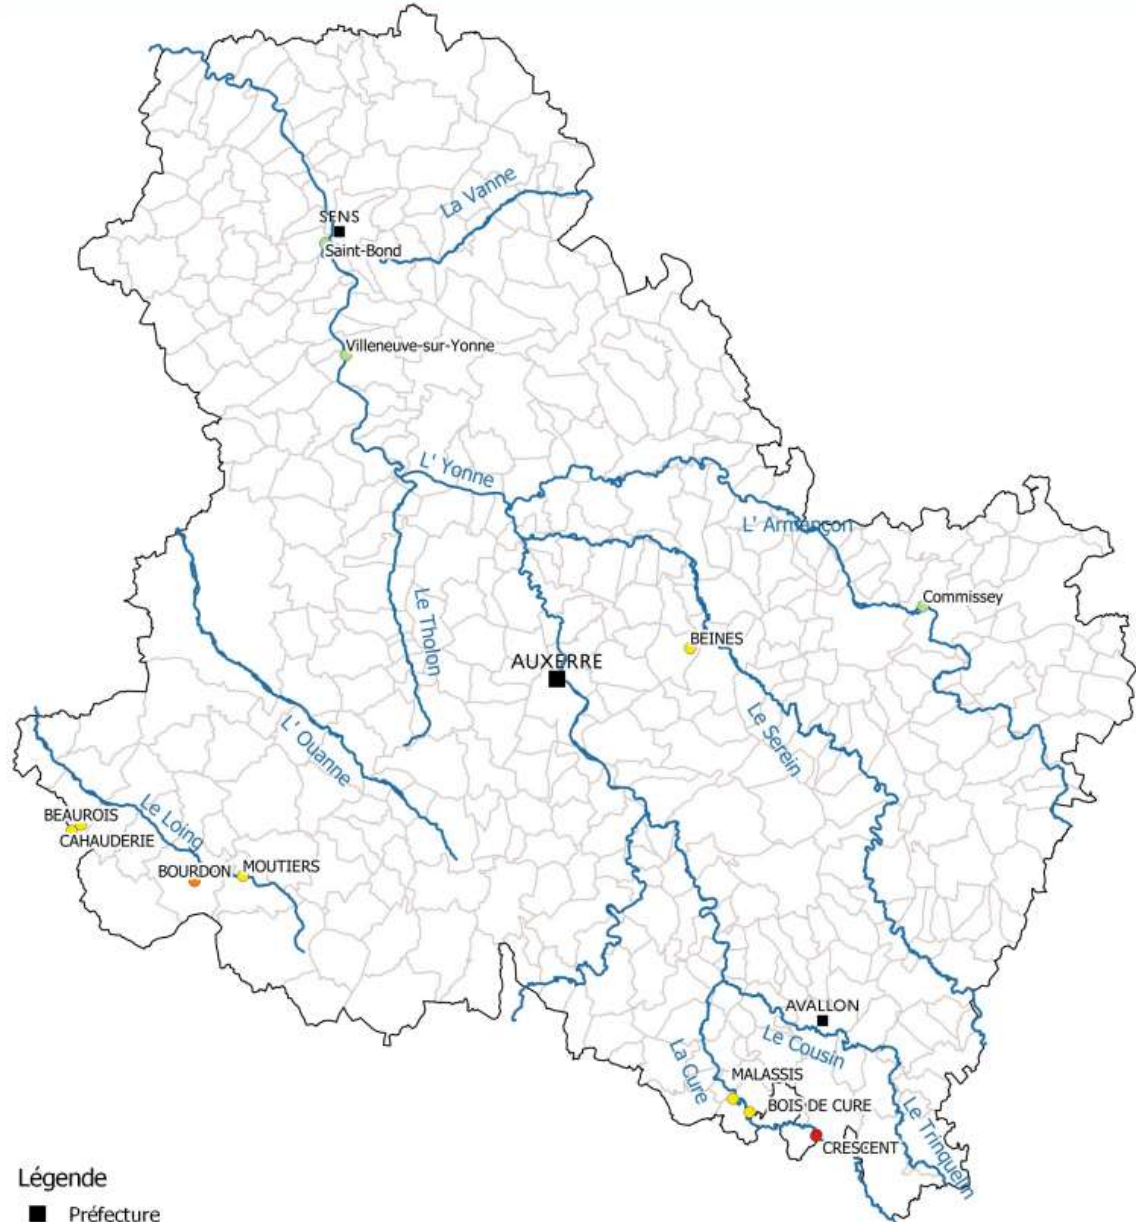 La Vanne
SENS
Saint-Bond
Villeneuve-sur-Yonne
L' Yonne
L' Armençon
Commissey
Le Tholon
BEINES
AUXERRE
L' Ouanne
Le Serein
Le Loing
BEAUROIS
CAHAUDERIE
BOURDON
MOUTIERS
AVALLON
Le Cousin
La Cure
MALASSIS
BOIS DE CURE
Le Trinquelin
CRESCENT
Légende
Préfecture